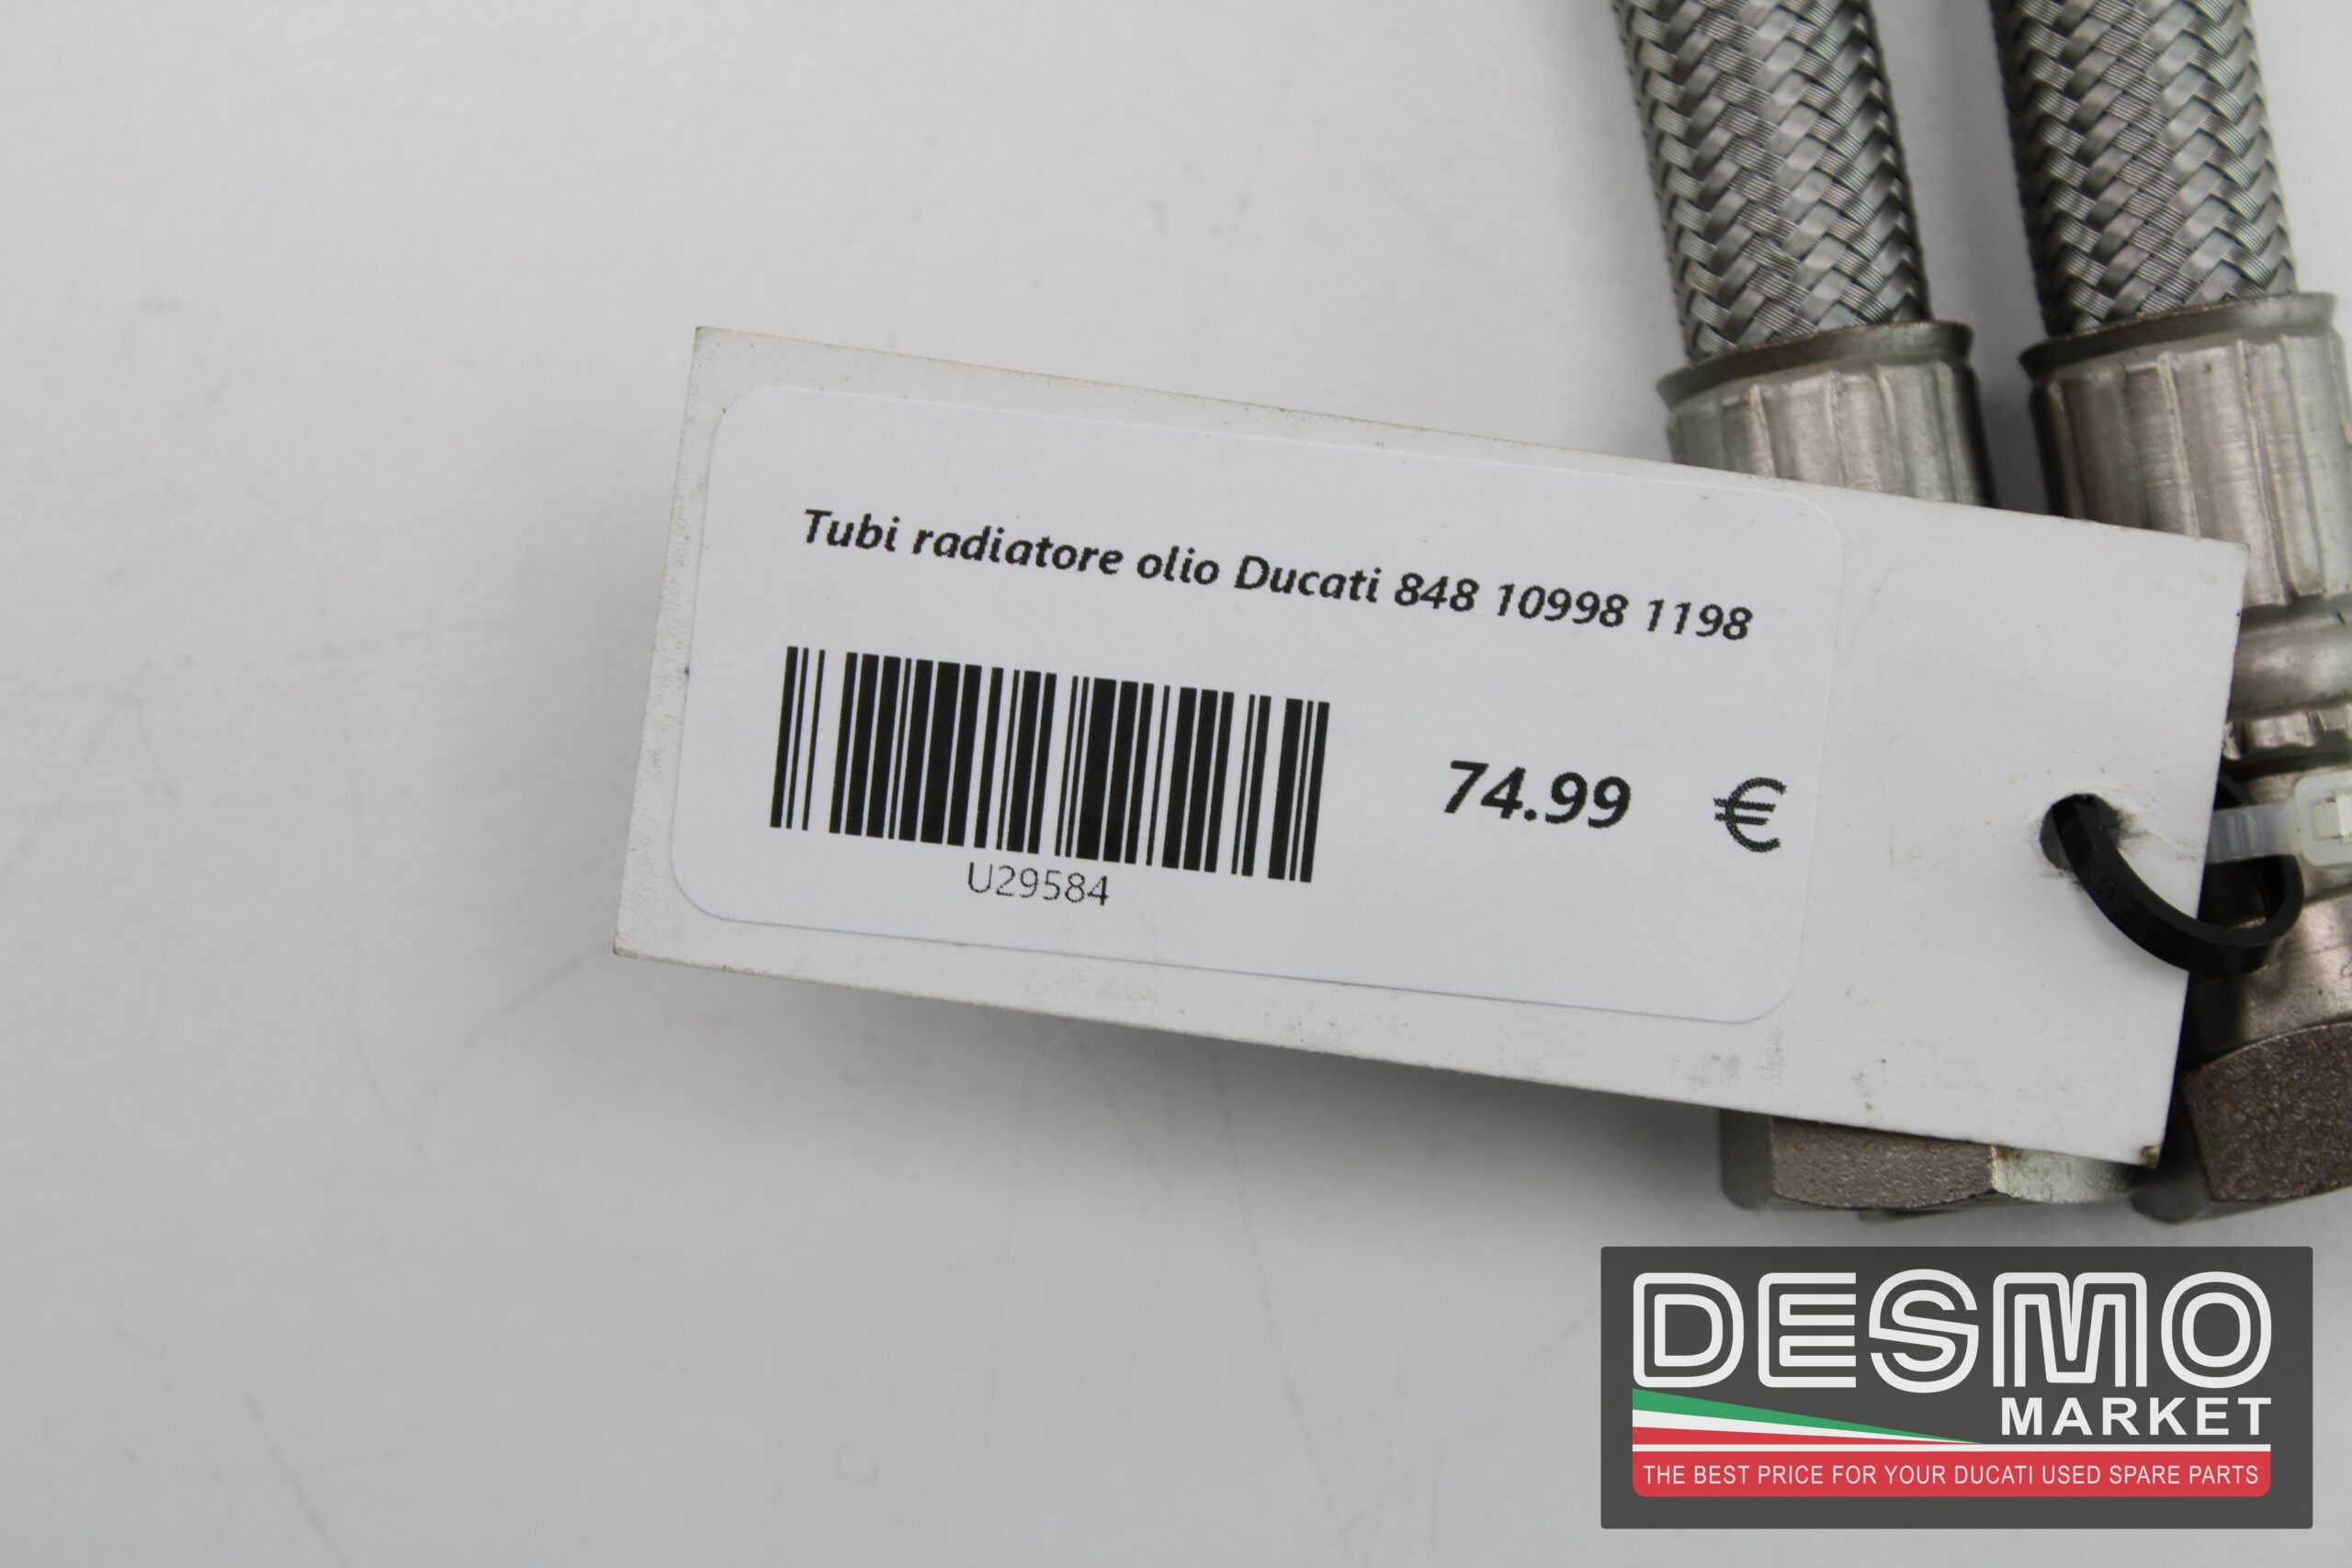 Tubi radiatore olio Ducati 848 10998 1198
74.99 €
U29584
DESMO
MARKET
THE BEST PRICE FOR YOUR DUCATI USED SPARE PARTS